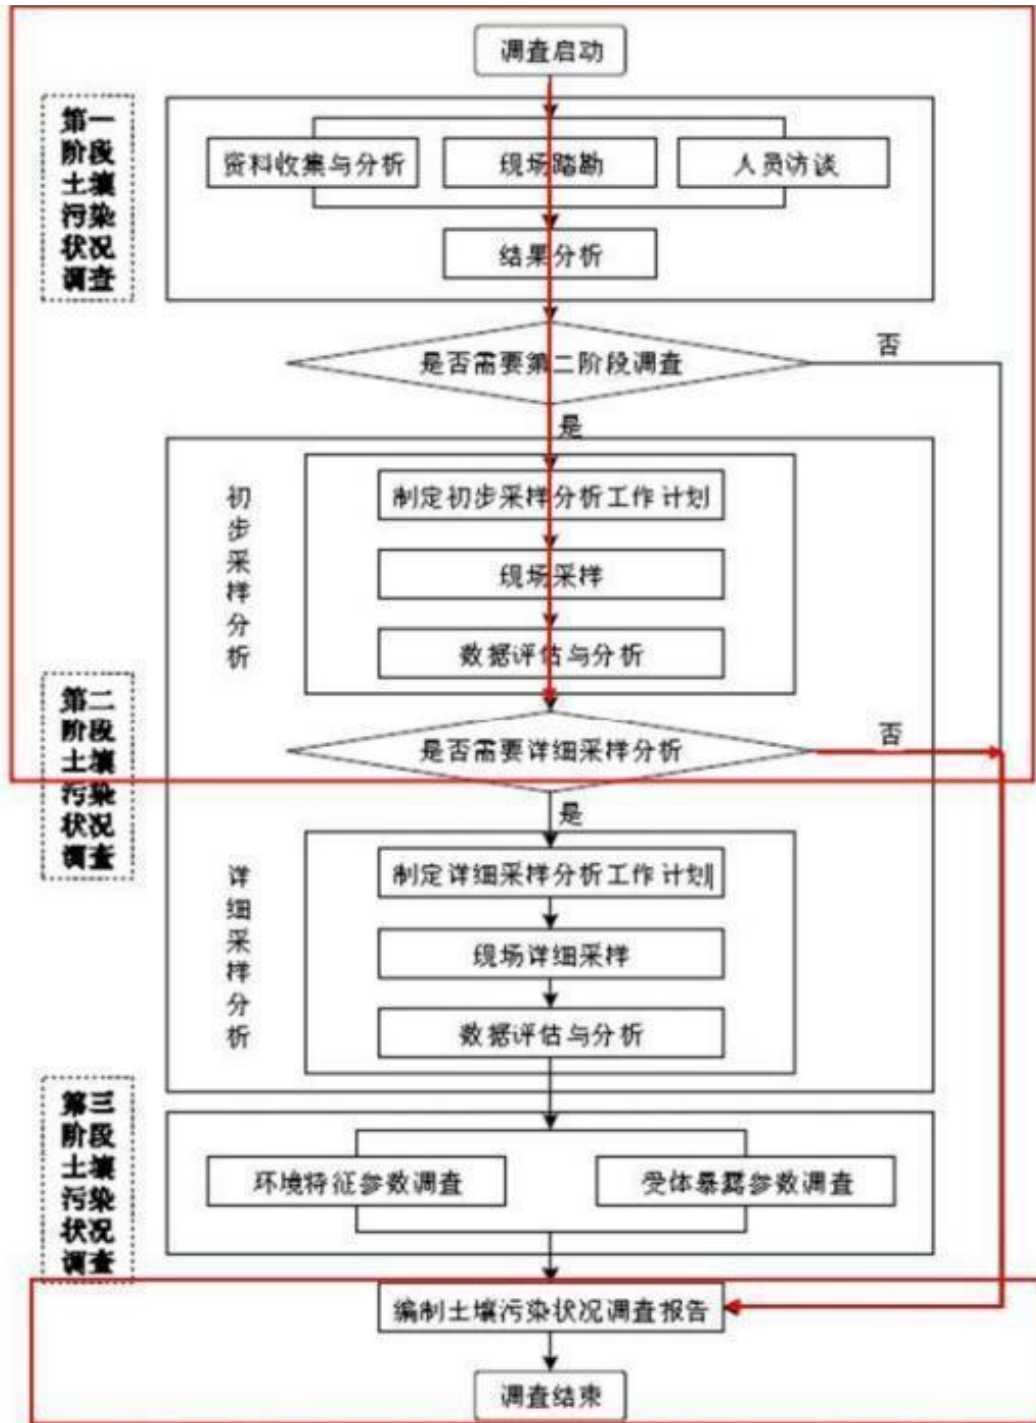 调查启动
第一
阶段
土壤
污染
状况
调查
资料收集与分析
现场踏勘
人员访谈
结果分析
是否需要第二阶段调查
否
是
初步采样分析
制定初步采样分析工作计划
现场采样
数据评估与分析
第二
阶段
土壤
污染
状况
调查
是否需要详细采样分析
否
是
详细采样分析
制定详细采样分析工作计划
现场详细采样
数据评估与分析
第三
阶段
土壤
污染
状况
调查
环境特征参数调查
受体暴露参数调查
编制土壤污染状况调查报告
调查结束